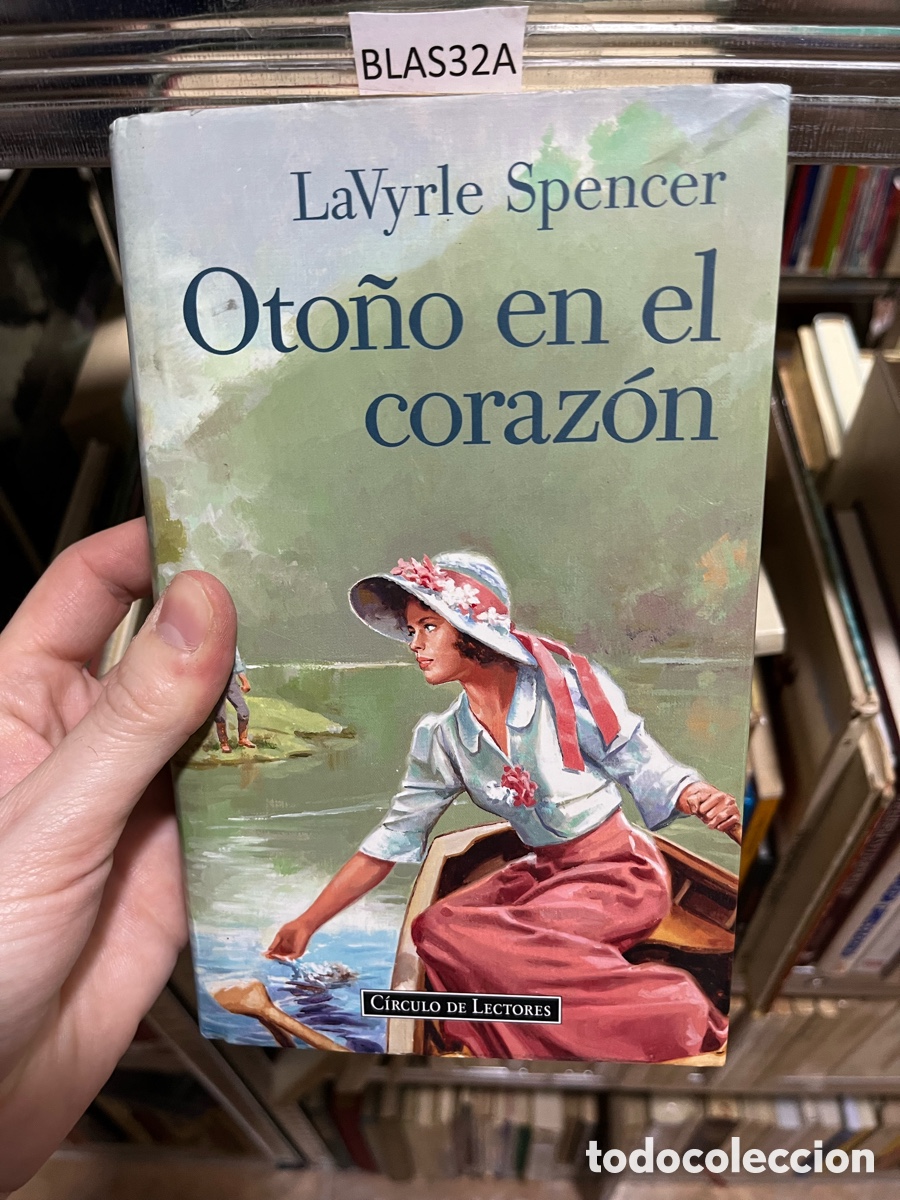 BLAS32A
LaVyrle Spencer
Otoño en el
corazón
CÍRCULO DE LECTORES
todocoleccion